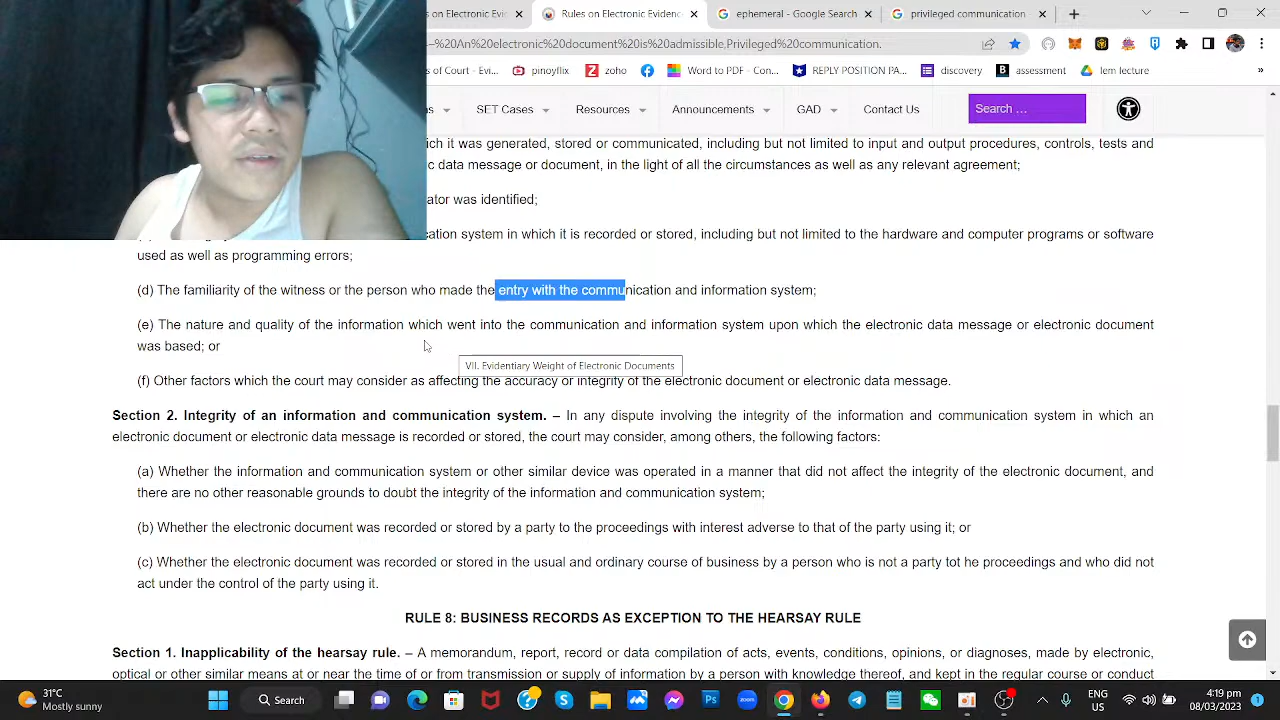 s on Electronic Evic
Rules on Electronic Evidenc
ephemeral - Google Search
privileged communication
– An%20electronic%20document%20is%20admissible,Privileged%20communication.
s of Court - Evi...
pinoyflix
zoho
Word to PDF - Con...
REPLY POSITION PA...
discovery
assessment
lem lecture
»
SET Cases
Resources
Announcements
GAD
Contact Us
Search …
ich it was generated, stored or communicated, including but not limited to input and output procedures, controls, tests and
c data message or document, in the light of all the circumstances as well as any relevant agreement;
ator was identified;
cation system in which it is recorded or stored, including but not limited to the hardware and computer programs or software
used as well as programming errors;
(d) The familiarity of the witness or the person who made the entry with the communication and information system;
(e) The nature and quality of the information which went into the communication and information system upon which the electronic data message or electronic document
was based; or
VII. Evidentiary Weight of Electronic Documents
(f) Other factors which the court may consider as affecting the accuracy or integrity of the electronic document or electronic data message.
Section 2. Integrity of an information and communication system. – In any dispute involving the integrity of the information and communication system in which an
electronic document or electronic data message is recorded or stored, the court may consider, among others, the following factors:
(a) Whether the information and communication system or other similar device was operated in a manner that did not affect the integrity of the electronic document, and
there are no other reasonable grounds to doubt the integrity of the information and communication system;
(b) Whether the electronic document was recorded or stored by a party to the proceedings with interest adverse to that of the party using it; or
(c) Whether the electronic document was recorded or stored in the usual and ordinary course of business by a person who is not a party tot he proceedings and who did not
act under the control of the party using it.
RULE 8: BUSINESS RECORDS AS EXCEPTION TO THE HEARSAY RULE
Section 1. Inapplicability of the hearsay rule. – A memorandum, report, record or data compilation of acts, events, conditions, opinions, or diagnoses, made by electronic,
optical or other similar means at or near the time of or from transmission or supply of information by a person with knowledge thereof, and kept in the regular course or conduct
31°C
Mostly sunny
Search
ENG
US
4:19 pm
08/03/2023